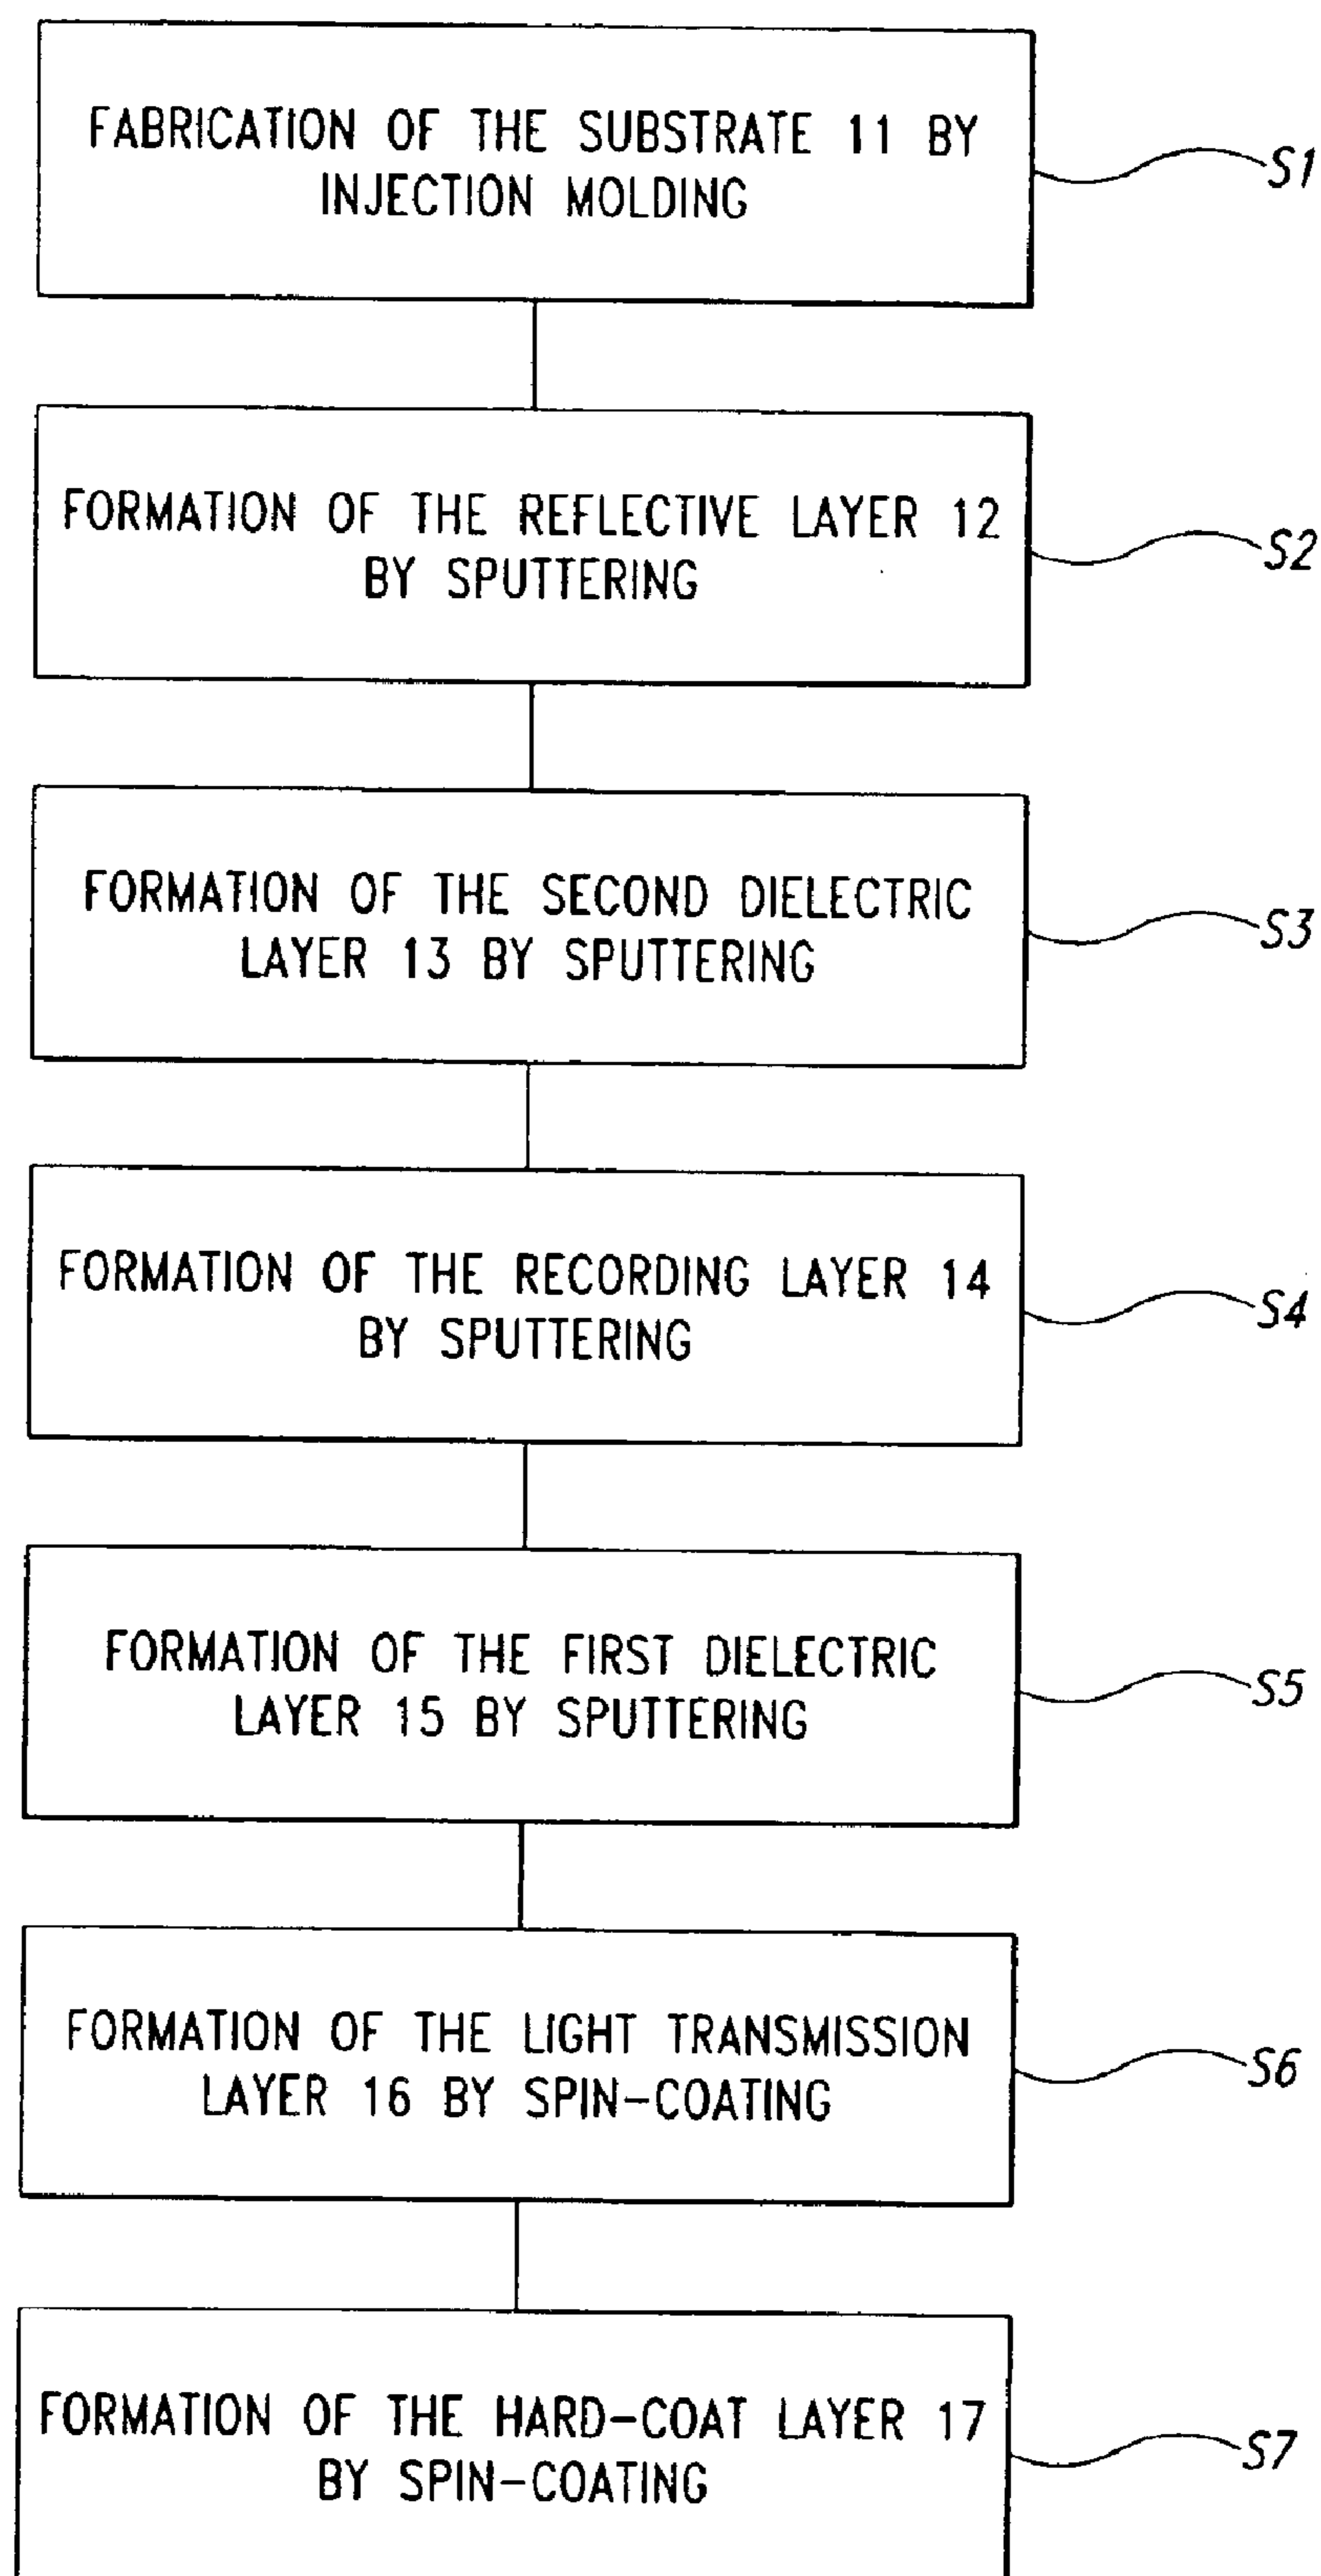 FABRICATION OF THE SUBSTRATE 11 BY
INJECTION MOLDING
S1
FORMATION OF THE REFLECTIVE LAYER 12
BY SPUTTERING
S2
FORMATION OF THE SECOND DIELECTRIC
LAYER 13 BY SPUTTERING
S3
FORMATION OF THE RECORDING LAYER 14
BY SPUTTERING
S4
FORMATION OF THE FIRST DIELECTRIC
LAYER 15 BY SPUTTERING
S5
FORMATION OF THE LIGHT TRANSMISSION
LAYER 16 BY SPIN-COATING
S6
FORMATION OF THE HARD-COAT LAYER 17
BY SPIN-COATING
S7